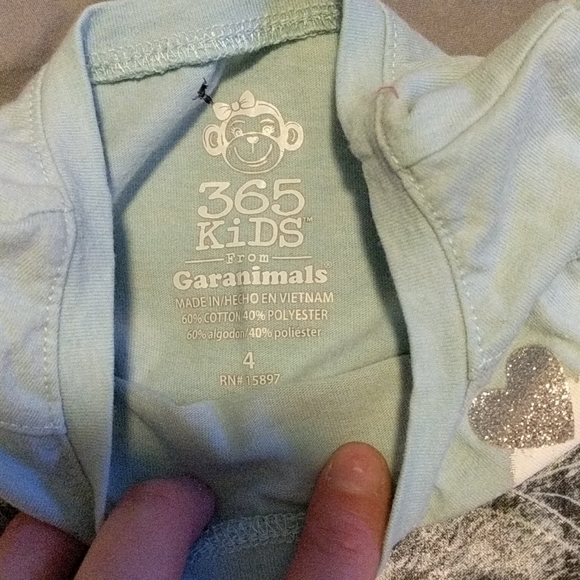 365
KiDS™
From
Garanimals®
MADE IN/HECHO EN VIETNAM
60% COTTON/40% POLYESTER
60% algodon/40% poliester
4
RN# 15897